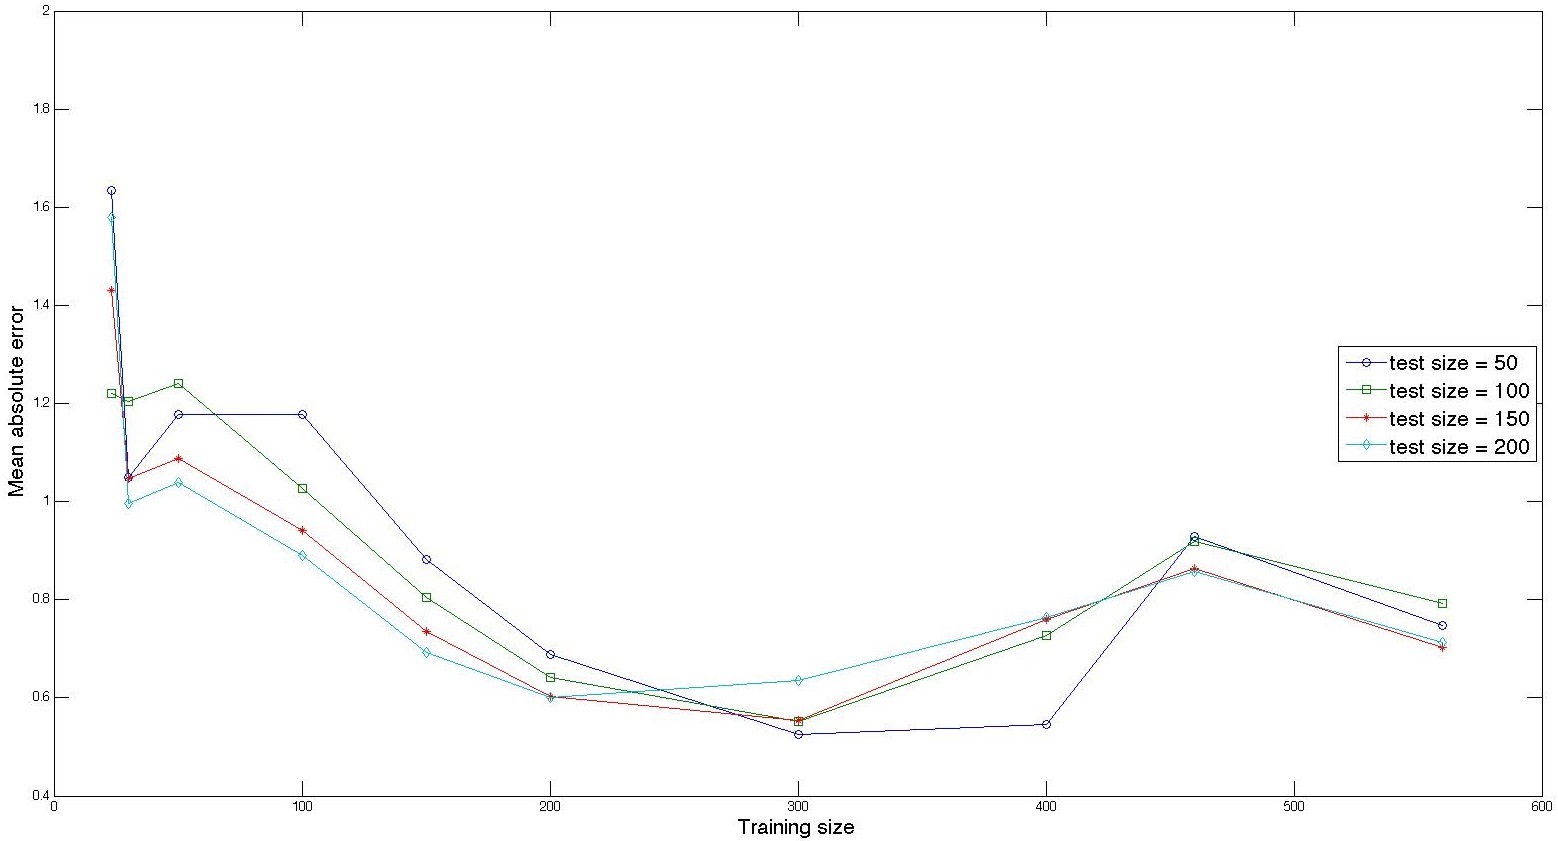 2
1.8
1.6
1.4
1.2
1
0.8
0.6
0.4
Mean absolute error
0
100
200
300
400
500
600
Training size
test size = 50
test size = 100
test size = 150
test size = 200